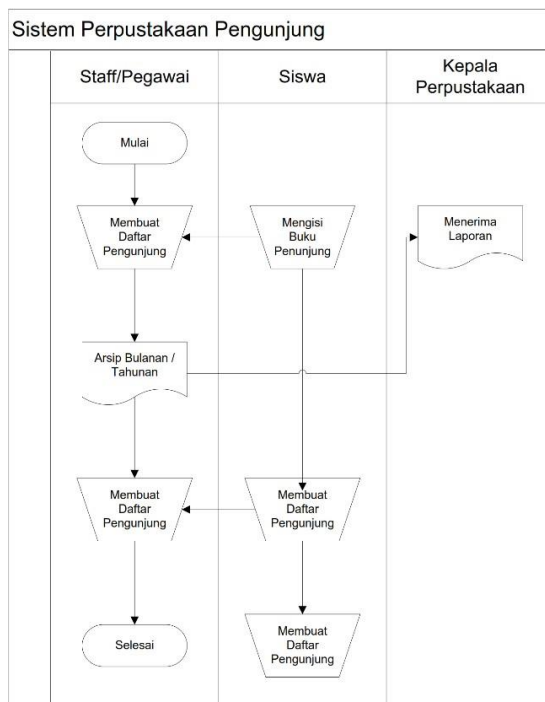 Sistem Perpustakaan Pengunjung
Staff/Pegawai
Siswa
Kepala
Perpustakaan
Mulai
Membuat
Daftar
Pengunjung
Mengisi
Buku
Penunjung
Menerima
Laporan
Arsip Bulanan /
Tahunan
Membuat
Daftar
Pengunjung
Membuat
Daftar
Pengunjung
Selesai
Membuat
Daftar
Pengunjung